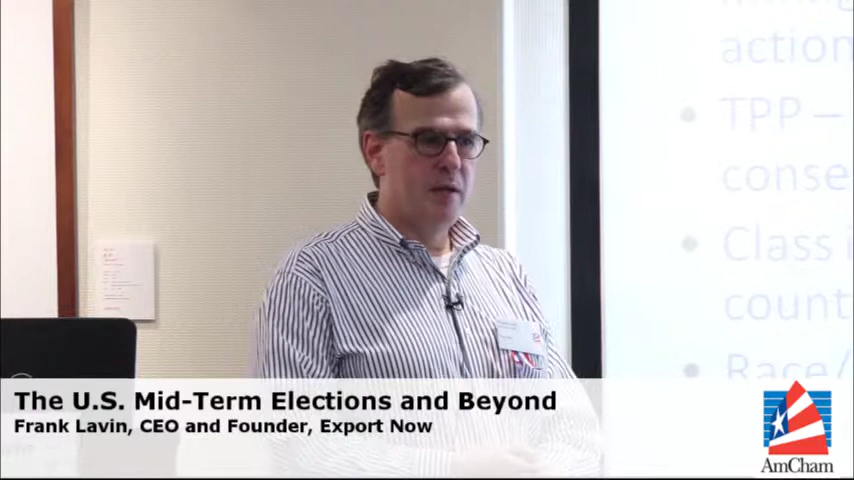 action
• TPP –
conse
Class i
count
Race/
The U.S. Mid-Term Elections and Beyond
Frank Lavin, CEO and Founder, Export Now
AmCham